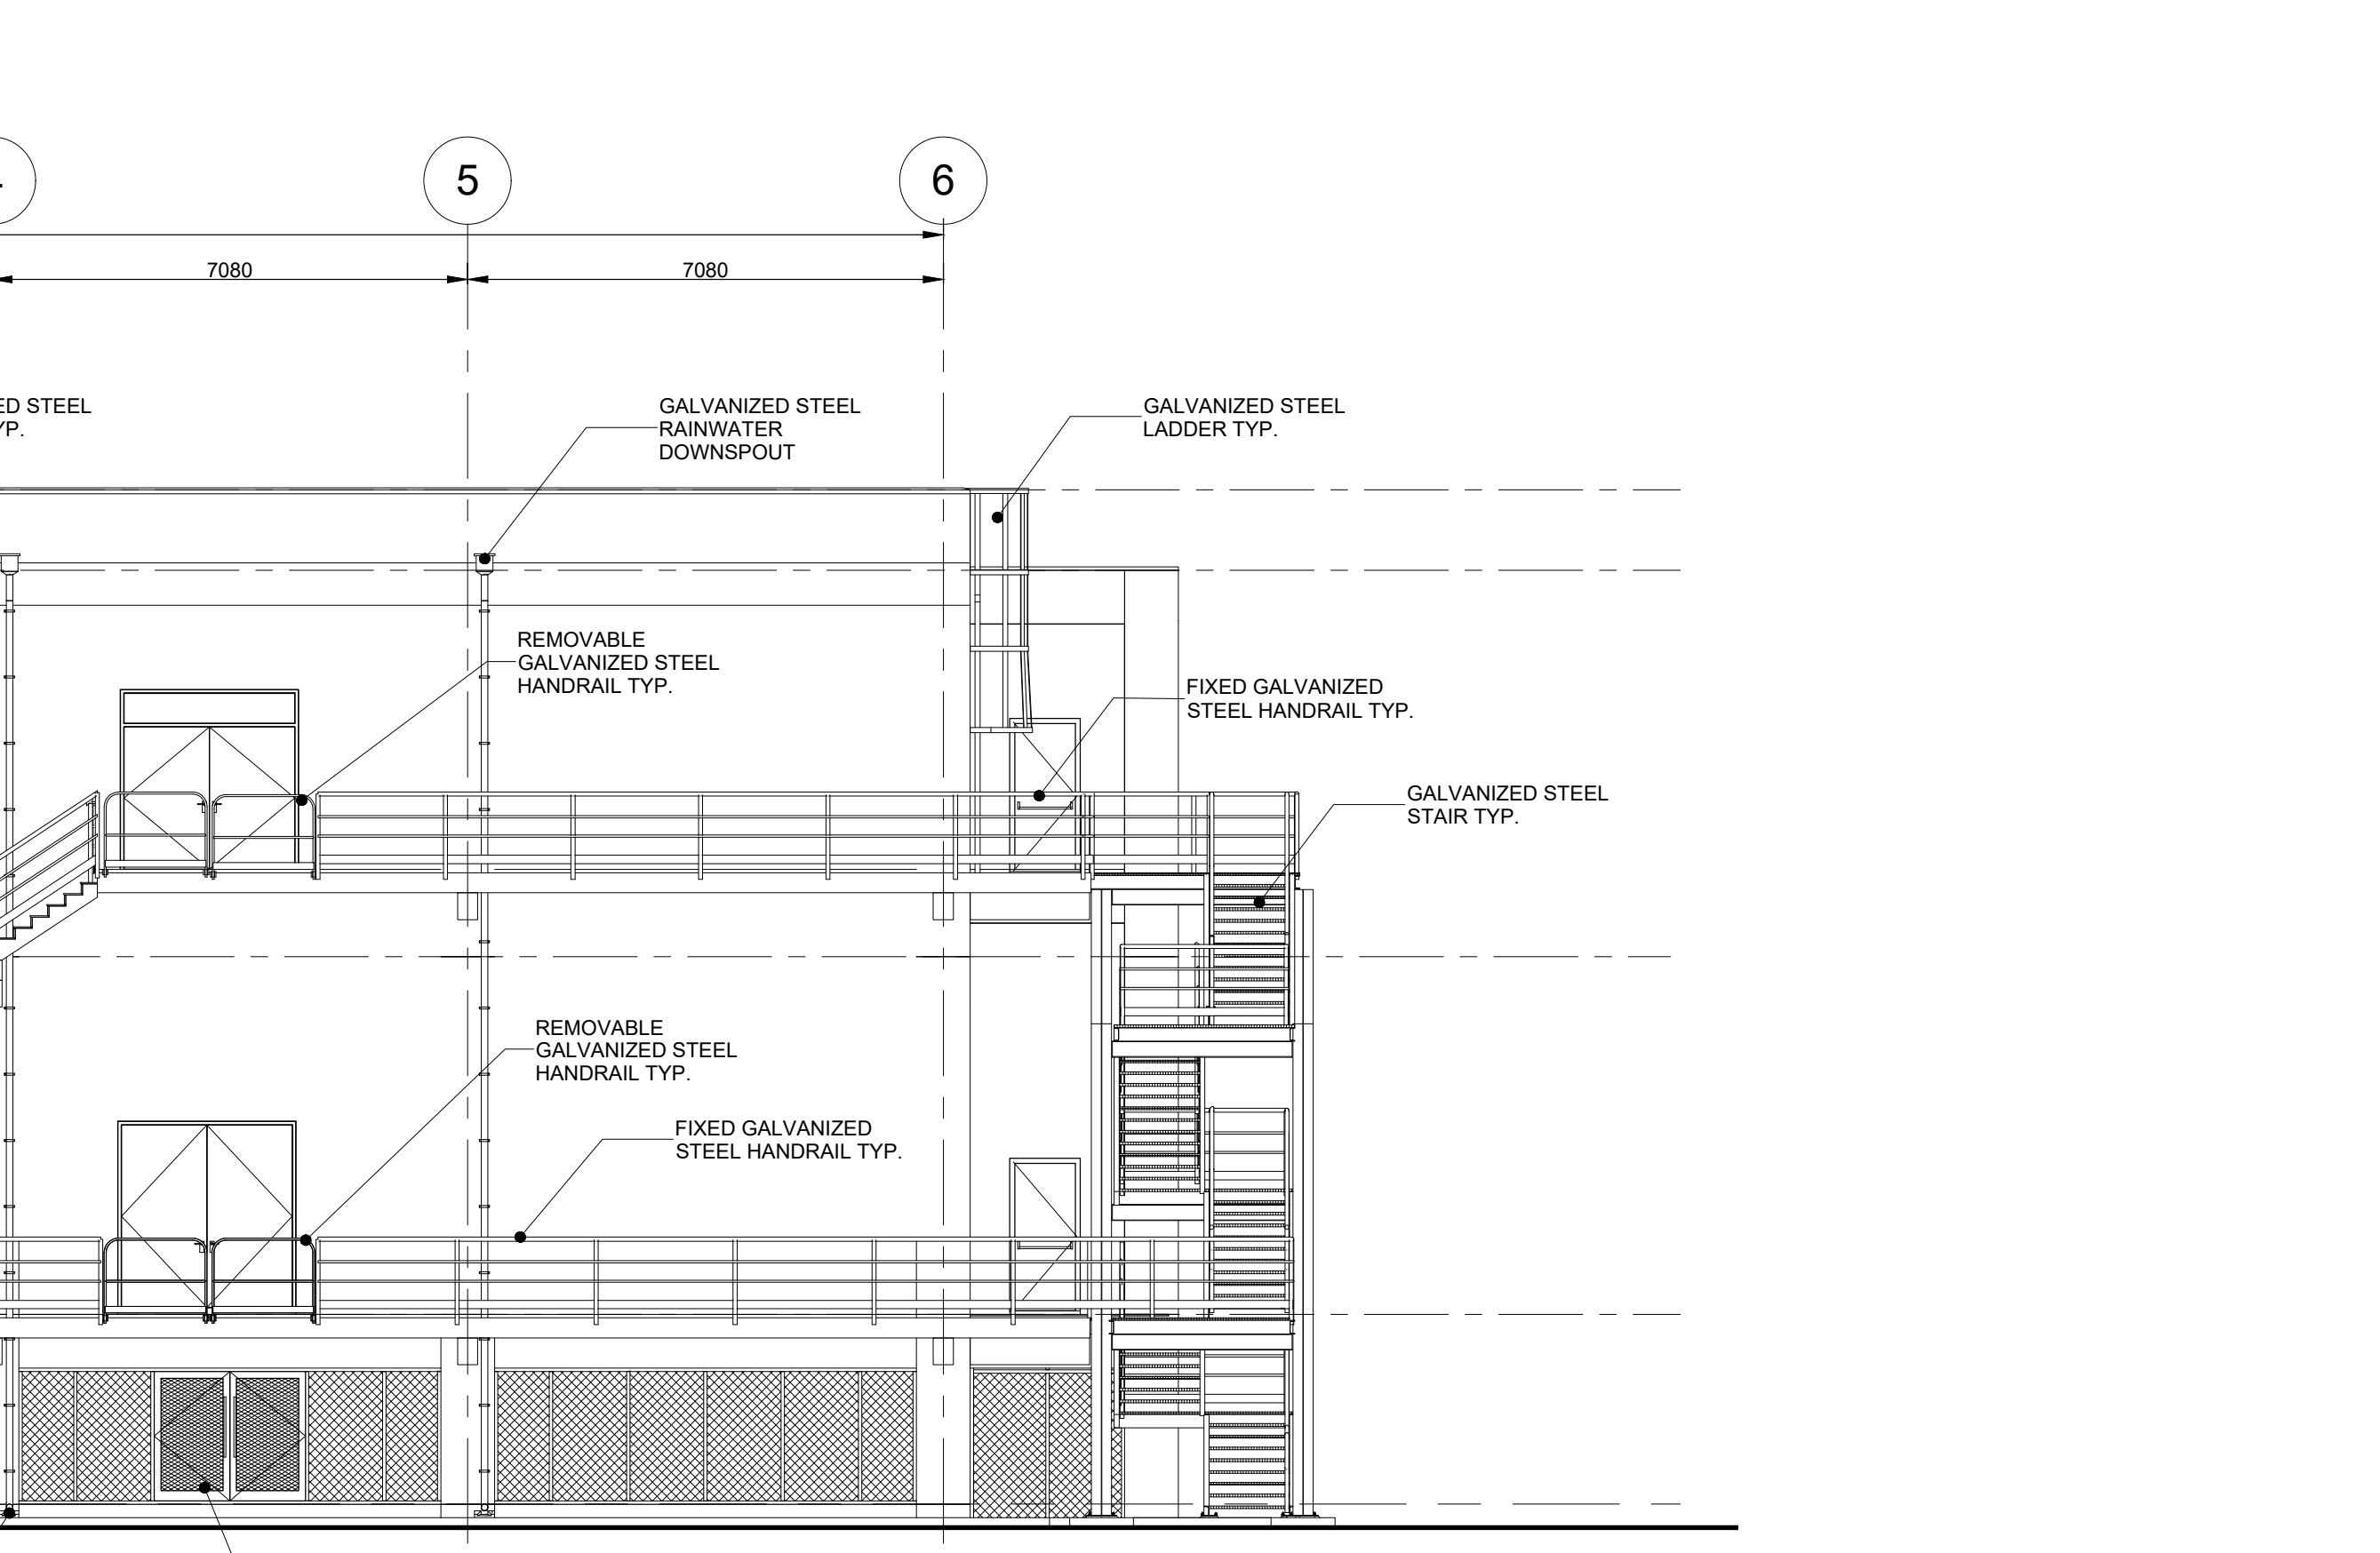 5
6
7080
7080
ED STEEL
YP.
GALVANIZED STEEL
RAINWATER
DOWNSPOUT
GALVANIZED STEEL
LADDER TYP.
REMOVABLE
GALVANIZED STEEL
HANDRAIL TYP.
FIXED GALVANIZED
STEEL HANDRAIL TYP.
GALVANIZED STEEL
STAIR TYP.
REMOVABLE
GALVANIZED STEEL
HANDRAIL TYP.
FIXED GALVANIZED
STEEL HANDRAIL TYP.